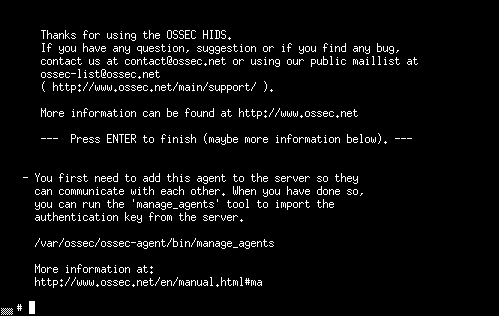 Thanks for using the OSSEC HIDS.
If you have any question, suggestion or if you find any bug,
contact us at contact@ossec.net or using our public maillist at
ossec-list@ossec.net
( http://www.ossec.net/main/support/ ).
More information can be found at http://www.ossec.net
--- Press ENTER to finish (maybe more information below). ---
- You first need to add this agent to the server so they
can communicate with each other. When you have done so,
you can run the 'manage_agents' tool to import the
authentication key from the server.
/var/ossec/ossec-agent/bin/manage_agents
More information at:
http://www.ossec.net/en/manual.html#ma
#